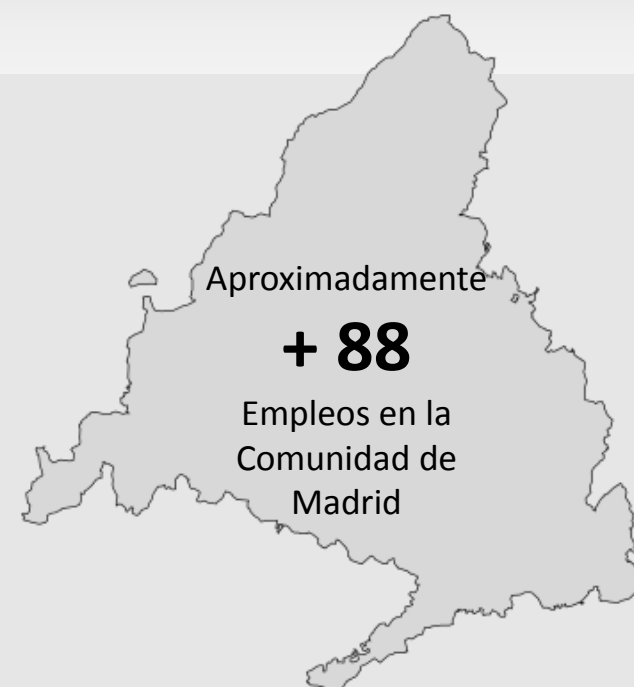 Aproximadamente
+ 88
Empleos en la
Comunidad de
Madrid